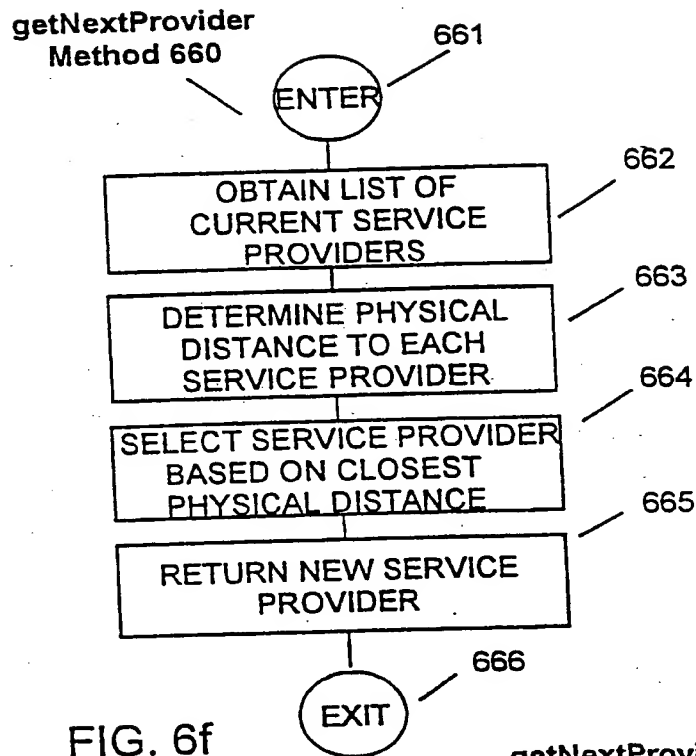 getNextProvider
Method 660
661
ENTER
662
OBTAIN LIST OF
CURRENT SERVICE
PROVIDERS
663
DETERMINE PHYSICAL
DISTANCE TO EACH
SERVICE PROVIDER
664
SELECT SERVICE PROVIDER
BASED ON CLOSEST
PHYSICAL DISTANCE
665
RETURN NEW SERVICE
PROVIDER
666
EXIT
FIG. 6f